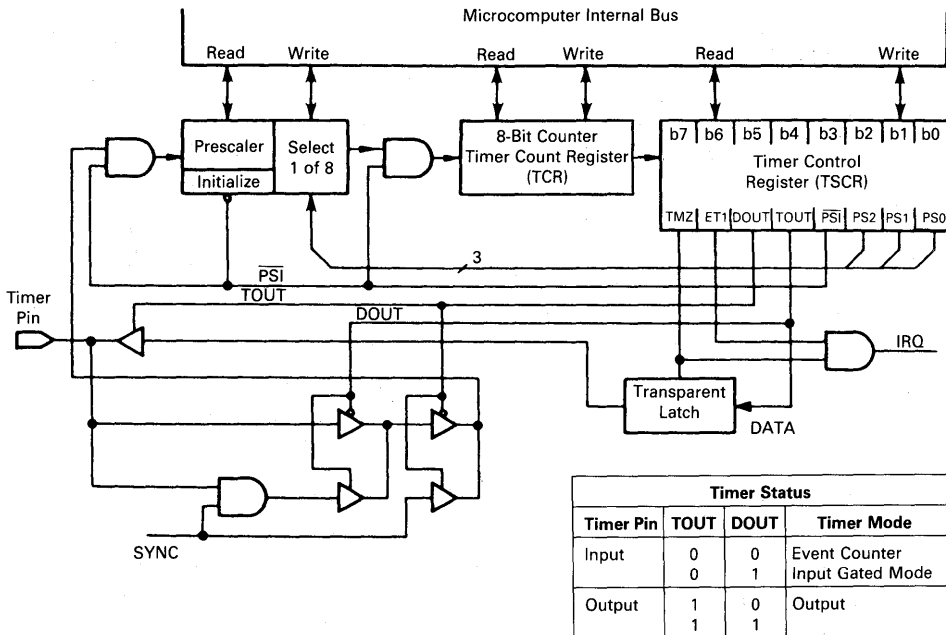 Microcomputer Internal Bus
Read Write Read Write Read Write
b7 b6 b5 b4 b3 b2 b1 b0
Prescaler
Initialize
Select
1 of 8
8-Bit Counter
Timer Count Register
(TCR)
Timer Control
Register (TSCR)
TMZ ET1 DOUT TOUT PSI PS2 PS1 PS0
3
PSI
TOUT
DOUT
Timer
Pin
IRQ
Transparent
Latch
DATA
SYNC
Timer Status
Timer Pin TOUT DOUT Timer Mode
Input 0 0 Event Counter
0 1 Input Gated Mode
Output 1 0 Output
1 1